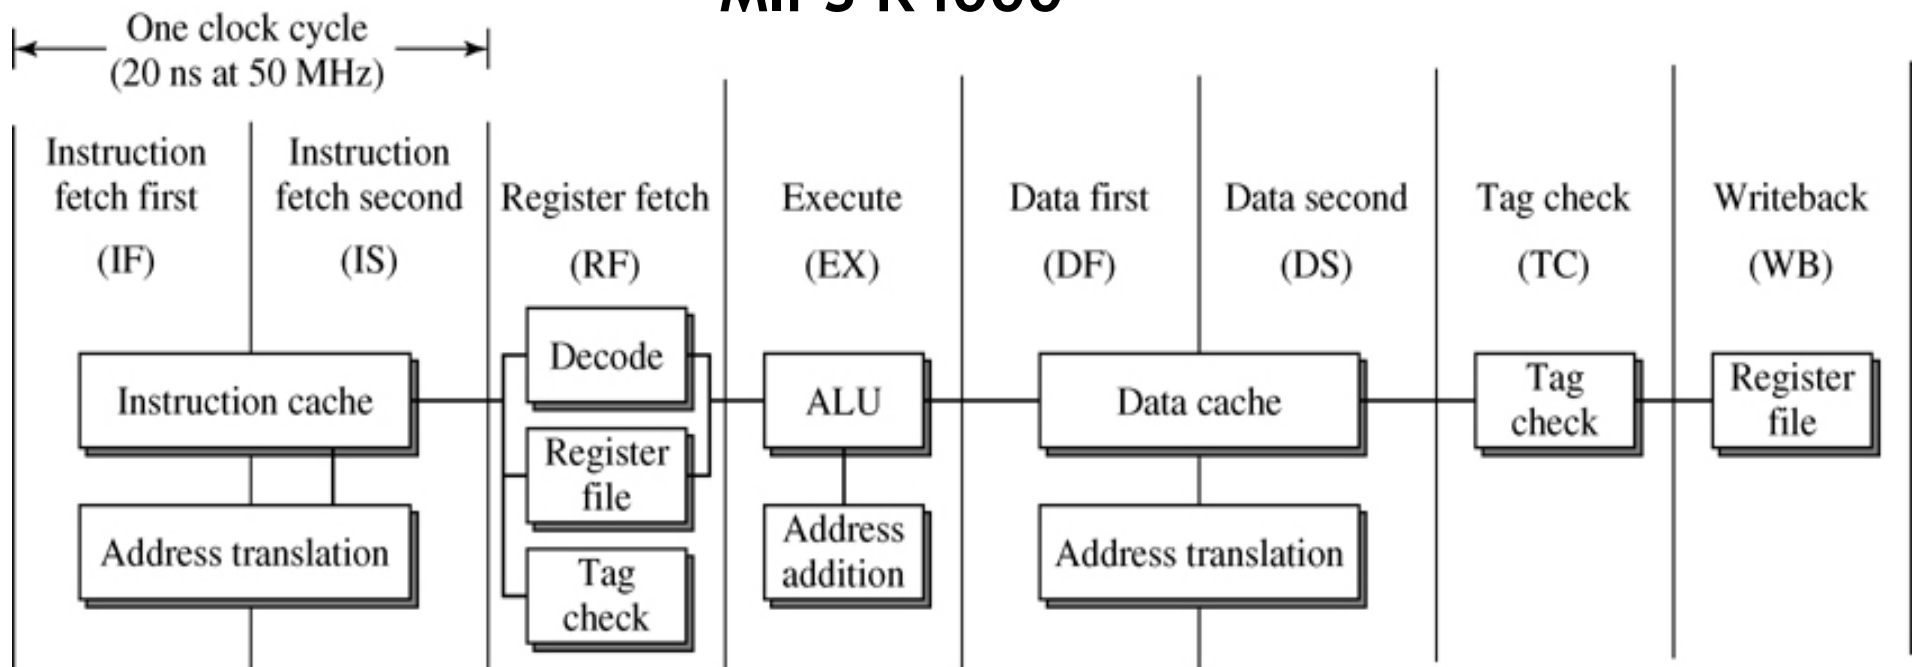 One clock cycle
(20 ns at 50 MHz)
Instruction
fetch first
(IF)
Instruction
fetch second
(IS)
Register fetch
(RF)
Execute
(EX)
Data first
(DF)
Data second
(DS)
Tag check
(TC)
Writeback
(WB)
Instruction cache
Address translation
Decode
Register
file
Tag
check
ALU
Address
addition
Data cache
Address translation
Tag
check
Register
file